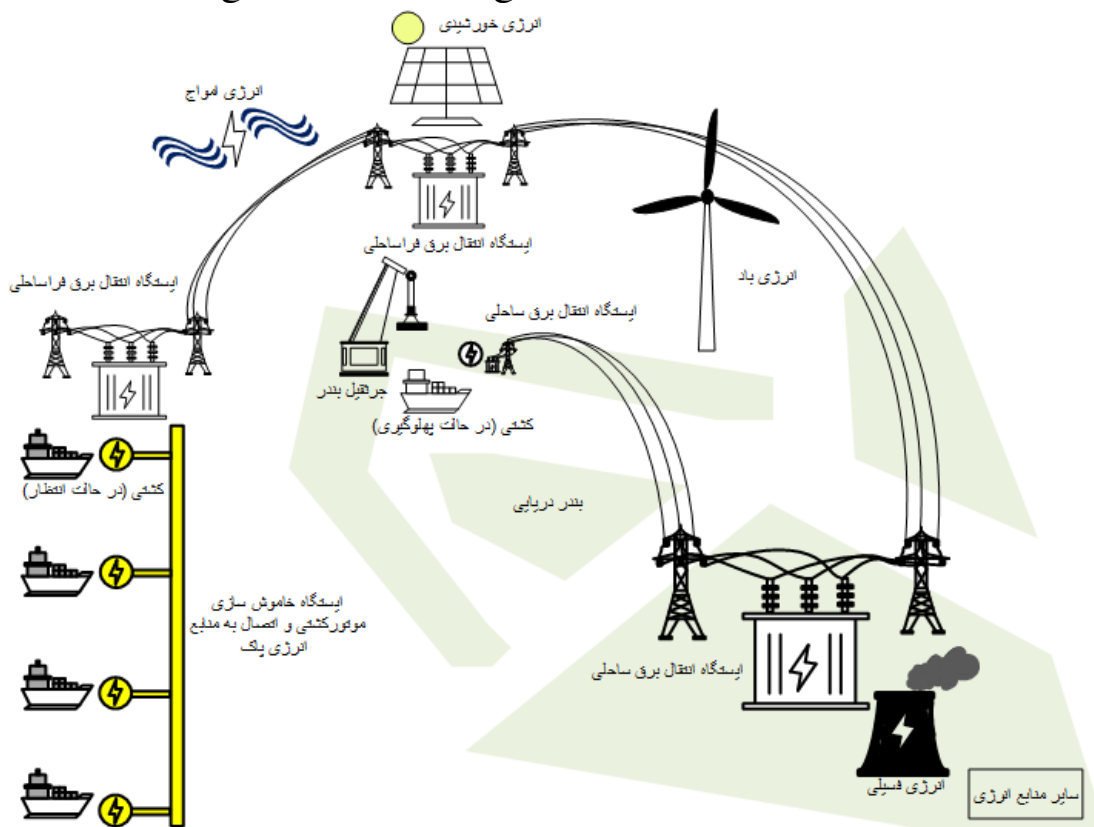 انرژی خورشیدی
انرژی امواج
ایستگاه انتقال برق فراساحلی
انرژی باد
ایستگاه انتقال برق فراساحلی
ایستگاه انتقال برق ساحلی
جرثقیل بندر
کشتی (در حالت پهلوگیری)
کشتی (در حالت انتظار)
بندر دریایی
ایستگاه خاموش سازی
موتورکشتی و اتصال به منابع
انرژی پاک
ایستگاه انتقال برق ساحلی
انرژی فسیلی
سایر منابع انرژی